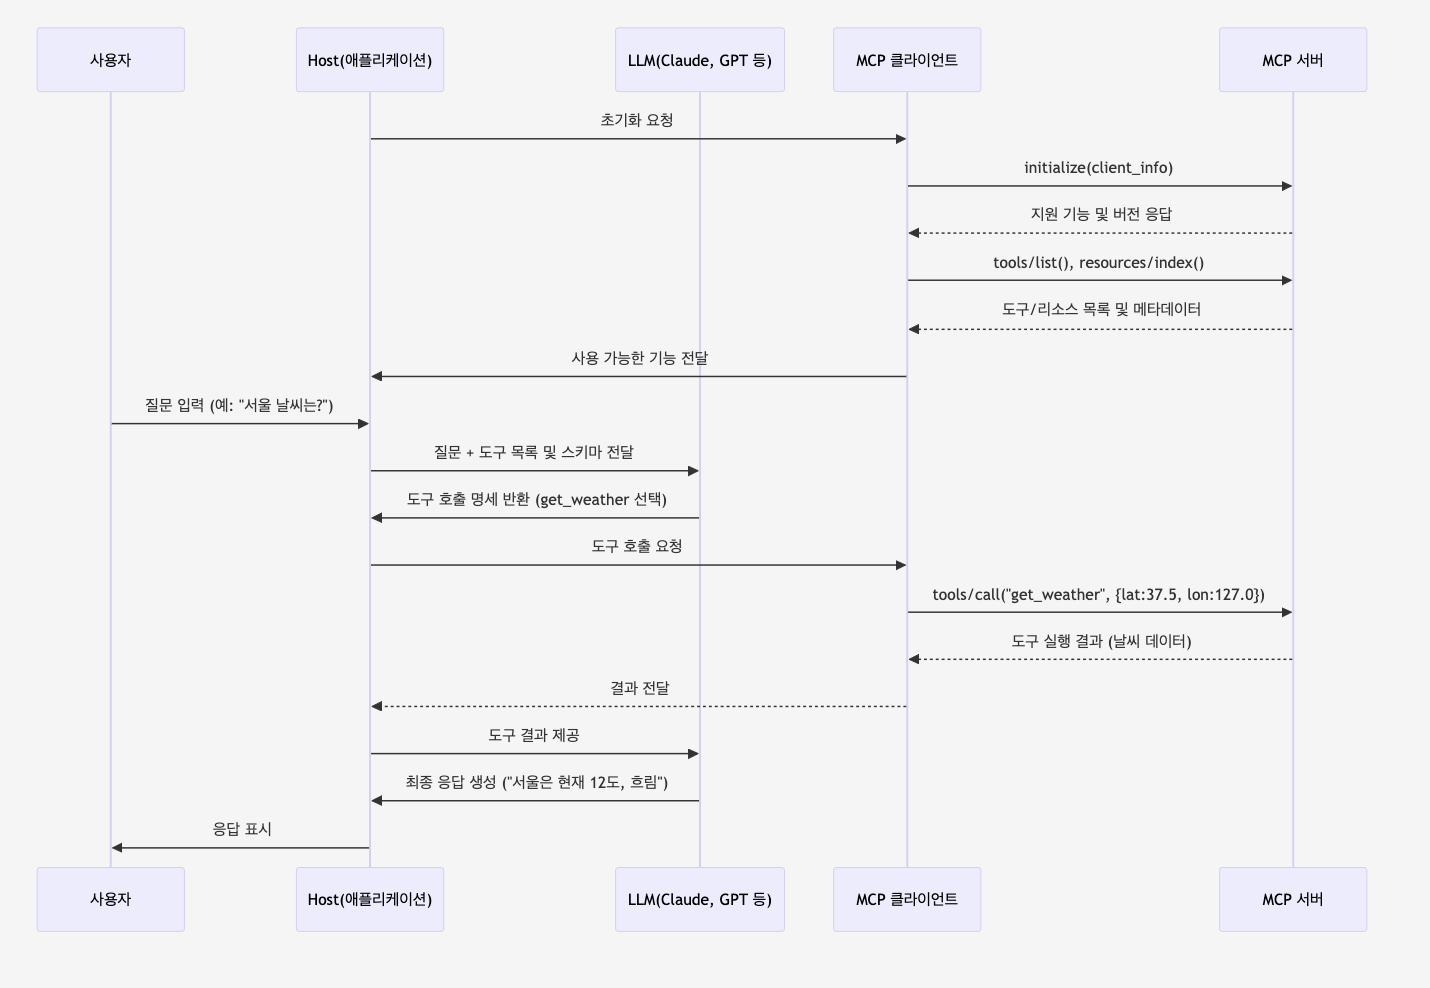 사용자
Host(애플리케이션)
LLM(Claude, GPT 등)
MCP 클라이언트
MCP 서버
초기화 요청
initialize(client_info)
지원 기능 및 버전 응답
tools/list(), resources/index()
도구/리소스 목록 및 메타데이터
사용 가능한 기능 전달
질문 입력 (예: "서울 날씨는?")
질문 + 도구 목록 및 스키마 전달
도구 호출 명세 반환 (get_weather 선택)
도구 호출 요청
tools/call("get_weather", {lat:37.5, lon:127.0})
도구 실행 결과 (날씨 데이터)
결과 전달
도구 결과 제공
최종 응답 생성 ("서울은 현재 12도, 흐림")
응답 표시
사용자
Host(애플리케이션)
LLM(Claude, GPT 등)
MCP 클라이언트
MCP 서버